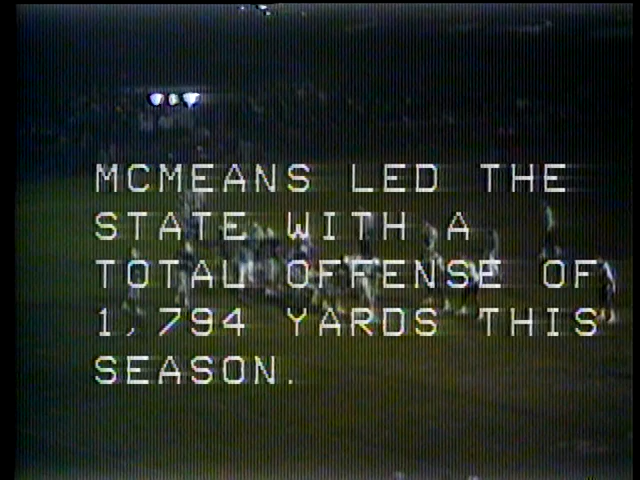 MCMEANS LED THE
STATE WITH A
TOTAL OFFENSE OF
1,794 YARDS THIS
SEASON.